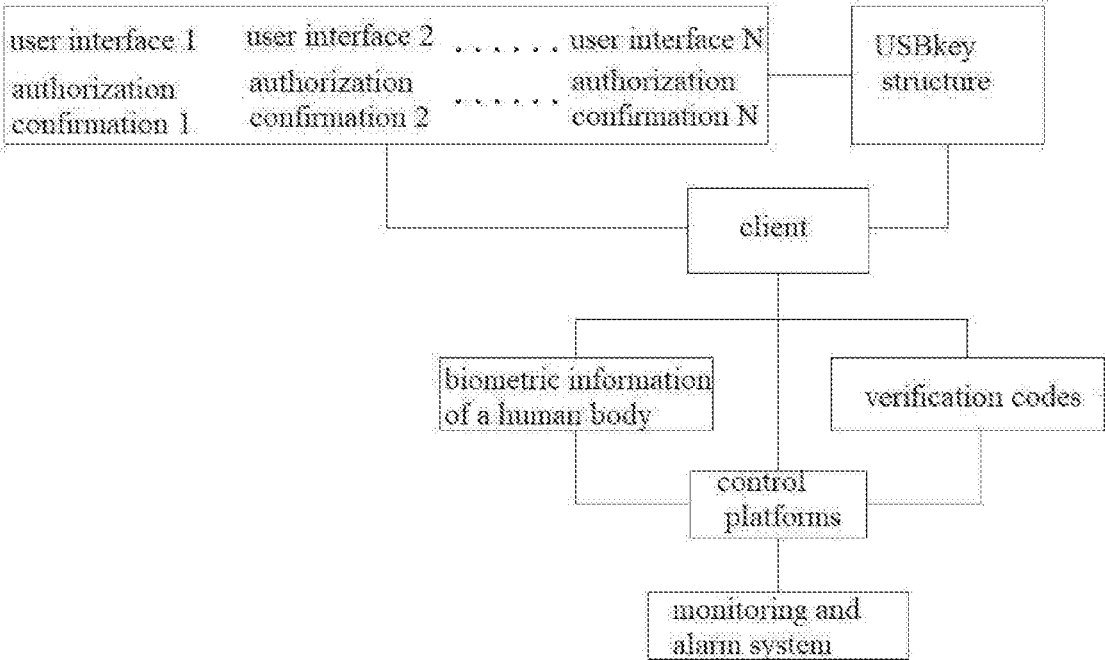 user interface 1 user interface 2 ...... user interface N
authorization confirmation 1 authorization confirmation 2 ...... authorization confirmation N
USBkey
structure
client
biometric information
of a human body
verification codes
control
platforms
monitoring and
alarm system